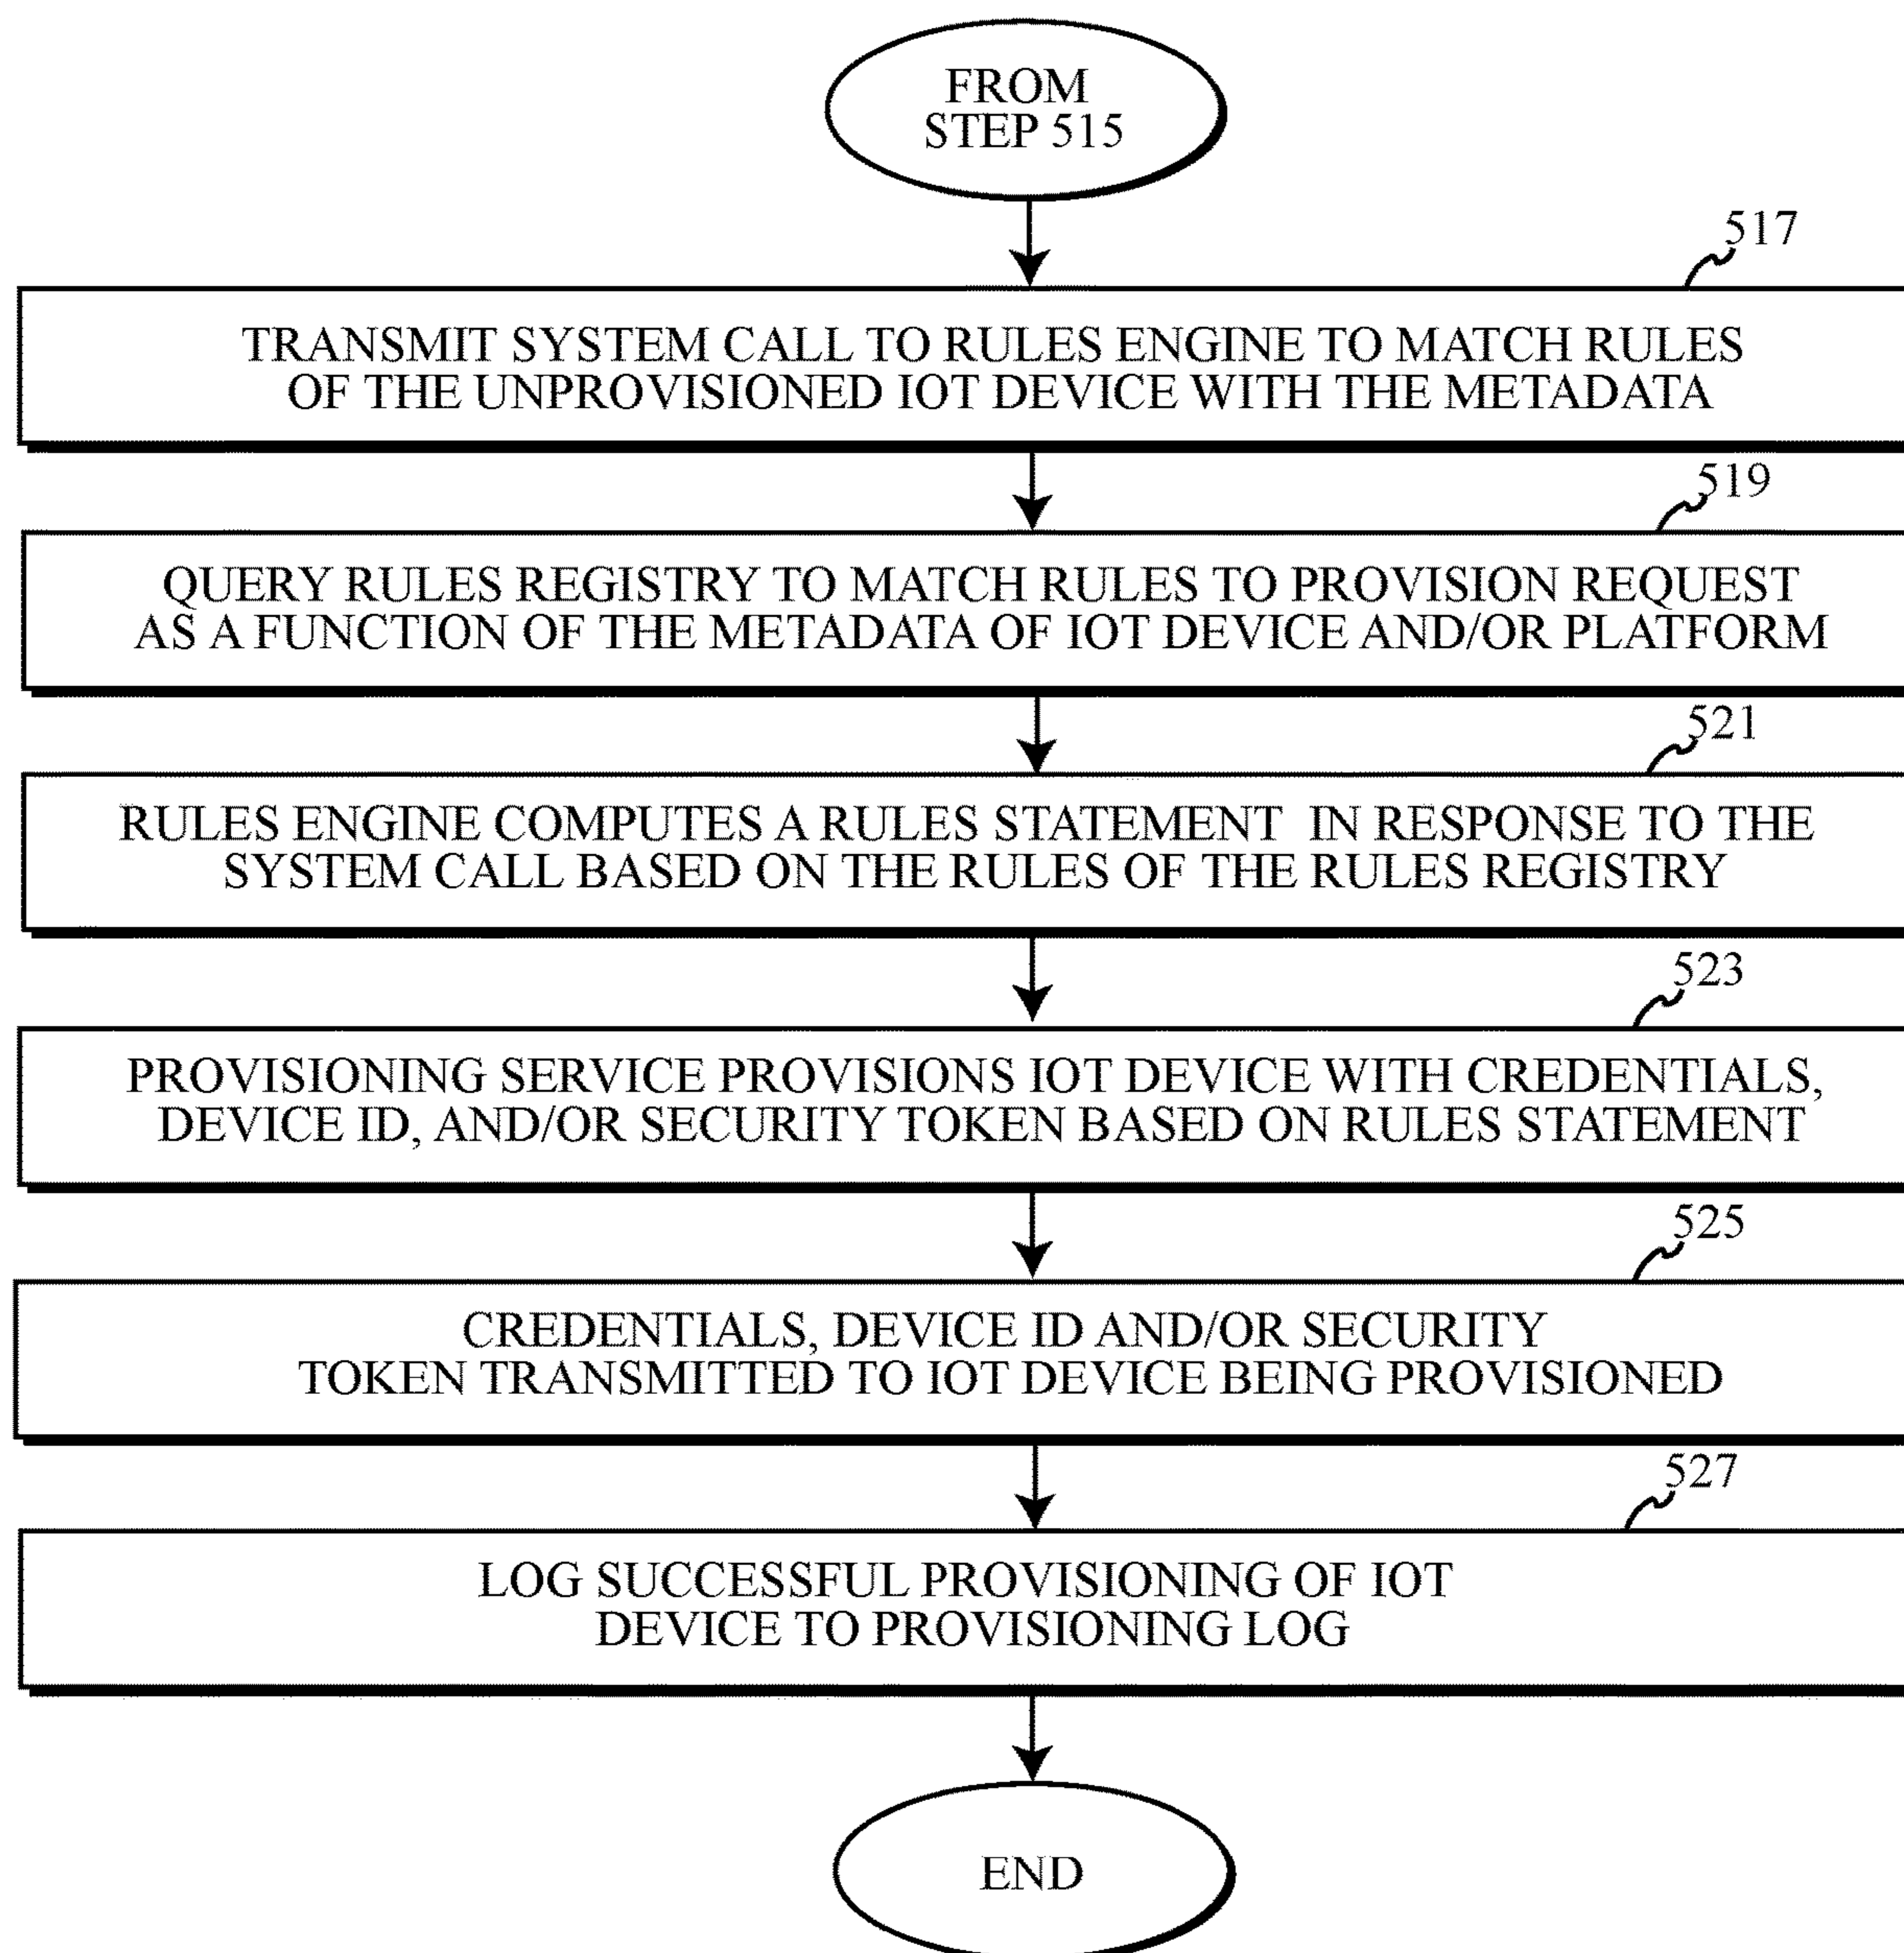 FROM
STEP 515
517
TRANSMIT SYSTEM CALL TO RULES ENGINE TO MATCH RULES
OF THE UNPROVISIONED IOT DEVICE WITH THE METADATA
519
QUERY RULES REGISTRY TO MATCH RULES TO PROVISION REQUEST
AS A FUNCTION OF THE METADATA OF IOT DEVICE AND/OR PLATFORM
521
RULES ENGINE COMPUTES A RULES STATEMENT IN RESPONSE TO THE
SYSTEM CALL BASED ON THE RULES OF THE RULES REGISTRY
523
PROVISIONING SERVICE PROVISIONS IOT DEVICE WITH CREDENTIALS,
DEVICE ID, AND/OR SECURITY TOKEN BASED ON RULES STATEMENT
525
CREDENTIALS, DEVICE ID AND/OR SECURITY
TOKEN TRANSMITTED TO IOT DEVICE BEING PROVISIONED
527
LOG SUCCESSFUL PROVISIONING OF IOT
DEVICE TO PROVISIONING LOG
END